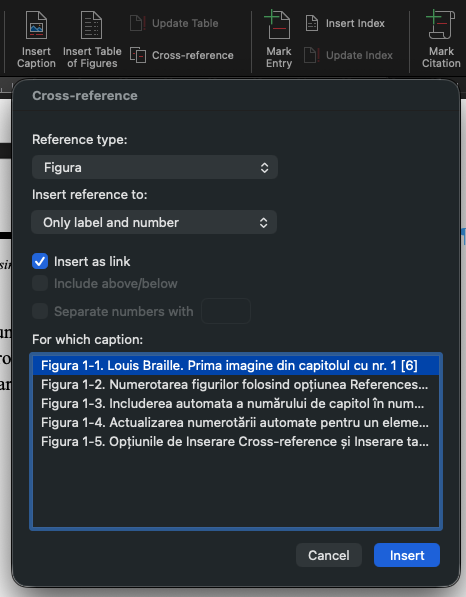 Insert
Caption
Insert Table
of Figures
Update Table
Cross-reference
Mark
Entry
Insert Index
Update Index
Mark
Citation
Cross-reference
Reference type:
Figura
Insert reference to:
Only label and number
Insert as link
Include above/below
Separate numbers with
For which caption:
Figura 1-1. Louis Braille. Prima imagine din capitolul cu nr. 1 [6]
Figura 1-2. Numerotarea figurilor folosind opțiunea References...
Figura 1-3. Includerea automata a numărului de capitol în num...
Figura 1-4. Actualizarea numerotării automate pentru un eleme...
Figura 1-5. Opțiunile de Inserare Cross-reference și Inserare ta...
Cancel
Insert